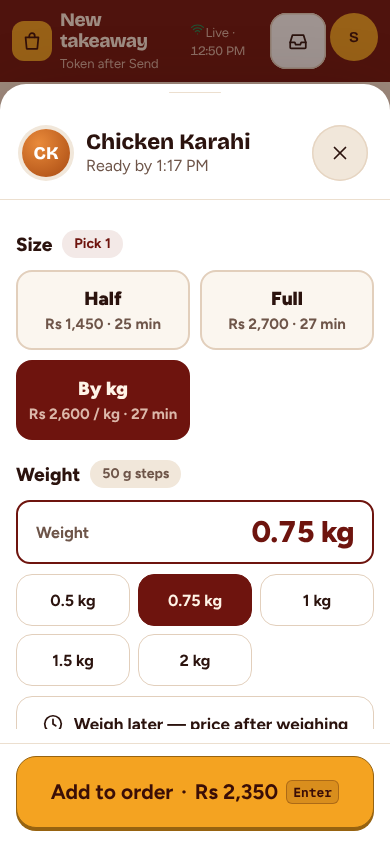 New
takeaway
Token after Send
Live ·
12:50 PM
S
CK
Chicken Karahi
Ready by 1:17 PM
Size
Pick 1
Half
Rs 1,450 · 25 min
Full
Rs 2,700 · 27 min
By kg
Rs 2,600 / kg · 27 min
Weight
50 g steps
Weight
0.75 kg
0.5 kg
0.75 kg
1 kg
1.5 kg
2 kg
Weigh later — price after weighing
Add to order · Rs 2,350 Enter